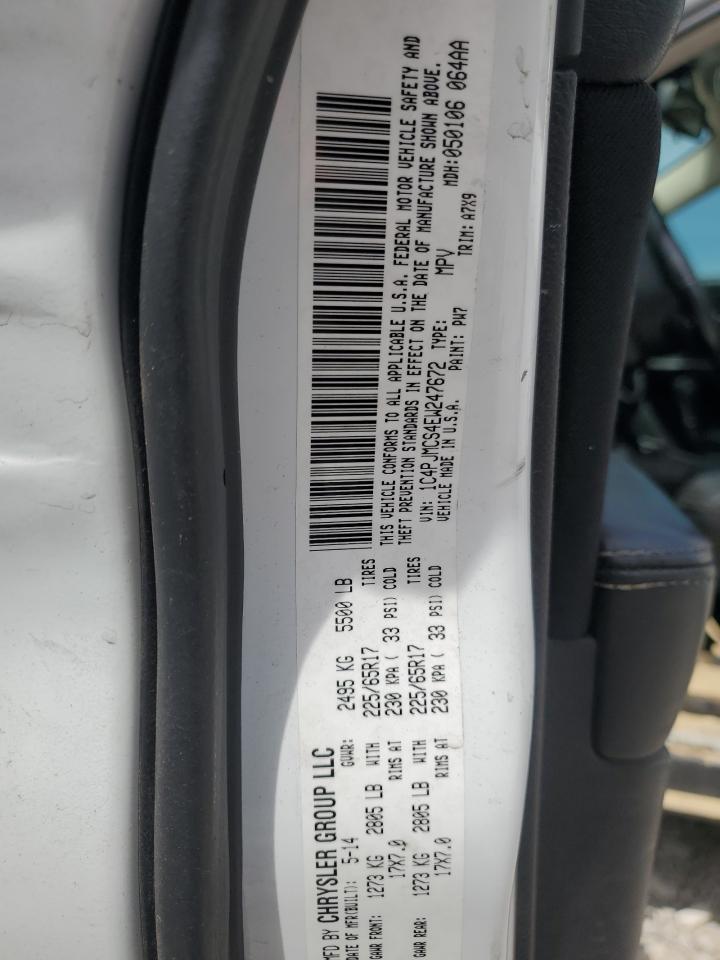 MFD BY CHRYSLER GROUP LLC
DATE OF MFR(BUILT): 5-14 GVWR: 2495 KG 5500 LB
GAWR FRONT: 1273 KG 2805 LB WITH 225/65R17 TIRES
17X7.0 RIMS AT 230 KPA ( 33 PSI) COLD
GAWR REAR: 1273 KG 2805 LB WITH 225/65R17 TIRES
17X7.0 RIMS AT 230 KPA ( 33 PSI) COLD
THIS VEHICLE CONFORMS TO ALL APPLICABLE U.S.A. FEDERAL MOTOR VEHICLE SAFETY AND
THEFT PREVENTION STANDARDS IN EFFECT ON THE DATE OF MANUFACTURE SHOWN ABOVE.
VIN: 1C4PJMCS4EW247672 TYPE: MPV MDH:050106 064AA
VEHICLE MADE IN U.S.A. PAINT: PW7 TRIM: A7X9